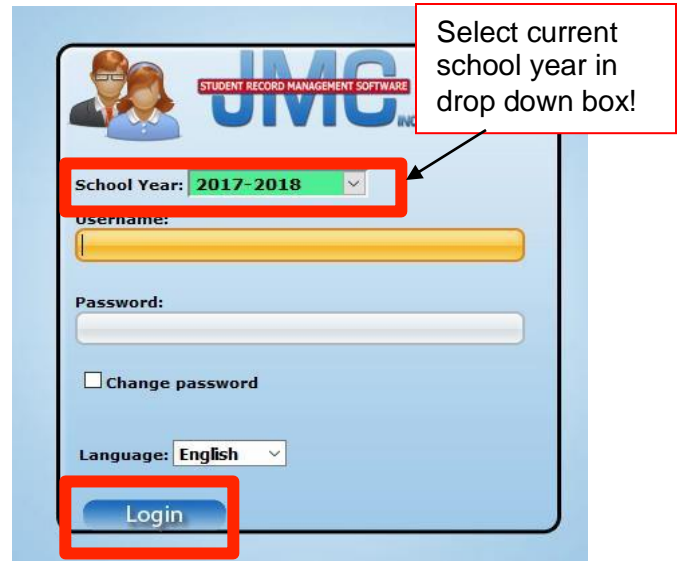 Select current
school year in
drop down box!
STUDENT RECORD MANAGEMENT SOFTWARE
JMC
School Year: 2017-2018
Username:
Password:
Change password
Language: English
Login